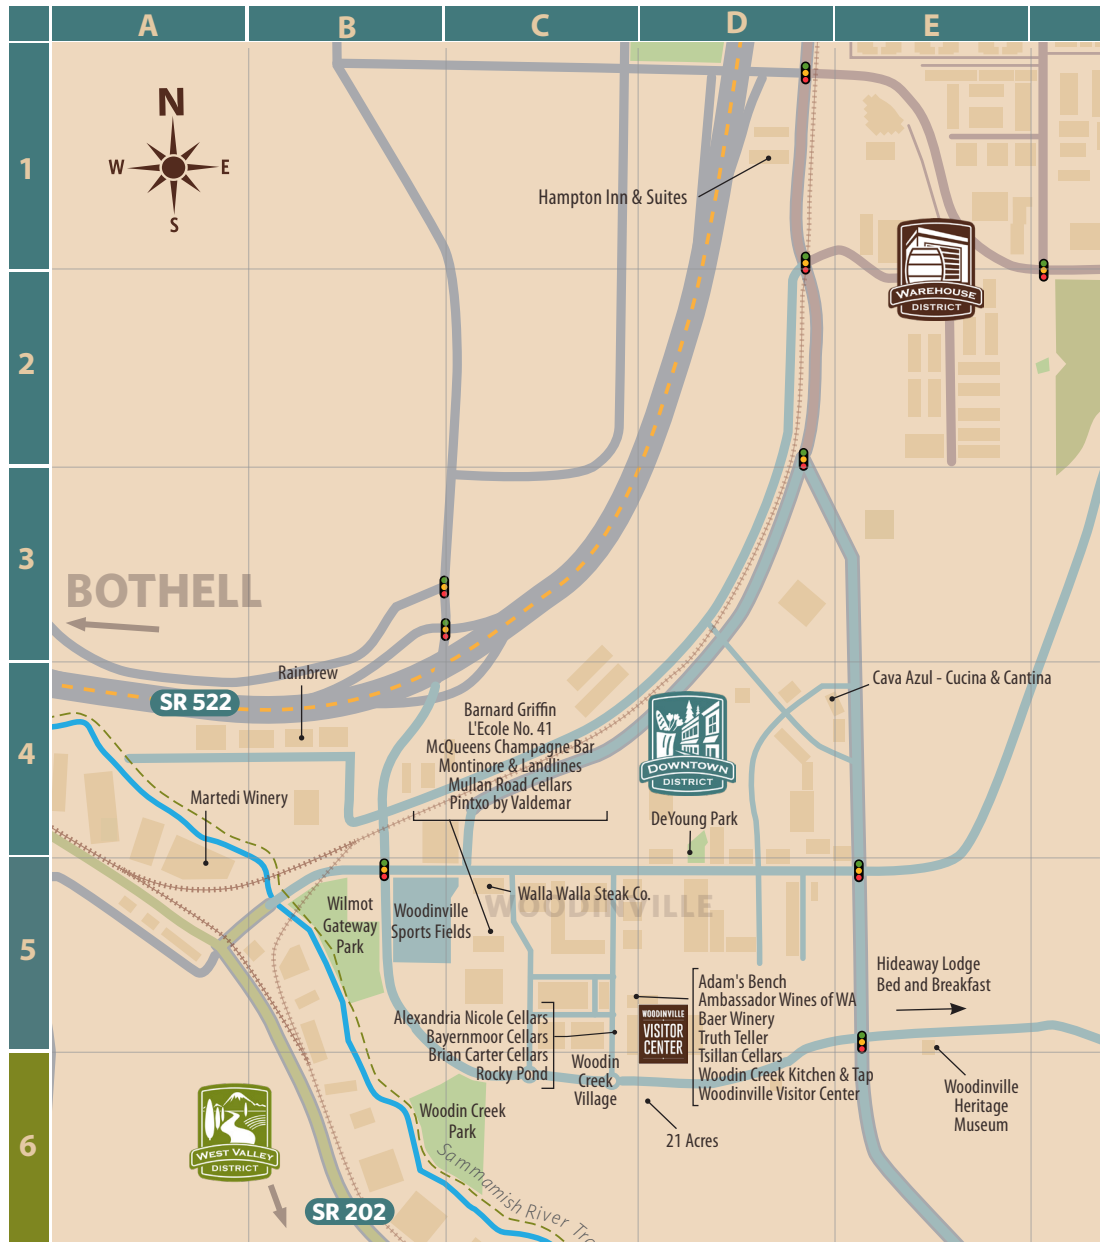 A
B
C
D
E
1
2
3
4
5
6
N
W
E
S
Hampton Inn & Suites
WAREHOUSE
DISTRICT
BOTHELL
Rainbrew
SR 522
Cava Azul - Cucina & Cantina
Barnard Griffin
L'Ecole No. 41
McQueens Champagne Bar
Montinore & Landlines
Mullan Road Cellars
Pintxo by Valdemar
DOWNTOWN
DISTRICT
Martedi Winery
DeYoung Park
Walla Walla Steak Co.
WOODINVILLE
Wilmot
Gateway
Park
Woodinville
Sports Fields
Hideaway Lodge
Bed and Breakfast
Adam's Bench
Ambassador Wines of WA
Baer Winery
Truth Teller
Tsillan Cellars
Woodin Creek Kitchen & Tap
Woodinville Visitor Center
WOODINVILLE
VISITOR
CENTER
Alexandria Nicole Cellars
Bayernmoor Cellars
Brian Carter Cellars
Rocky Pond
Woodin
Creek
Village
Woodinville
Heritage
Museum
Woodin Creek
Park
21 Acres
WEST VALLEY
DISTRICT
Sammamish River Tra
SR 202